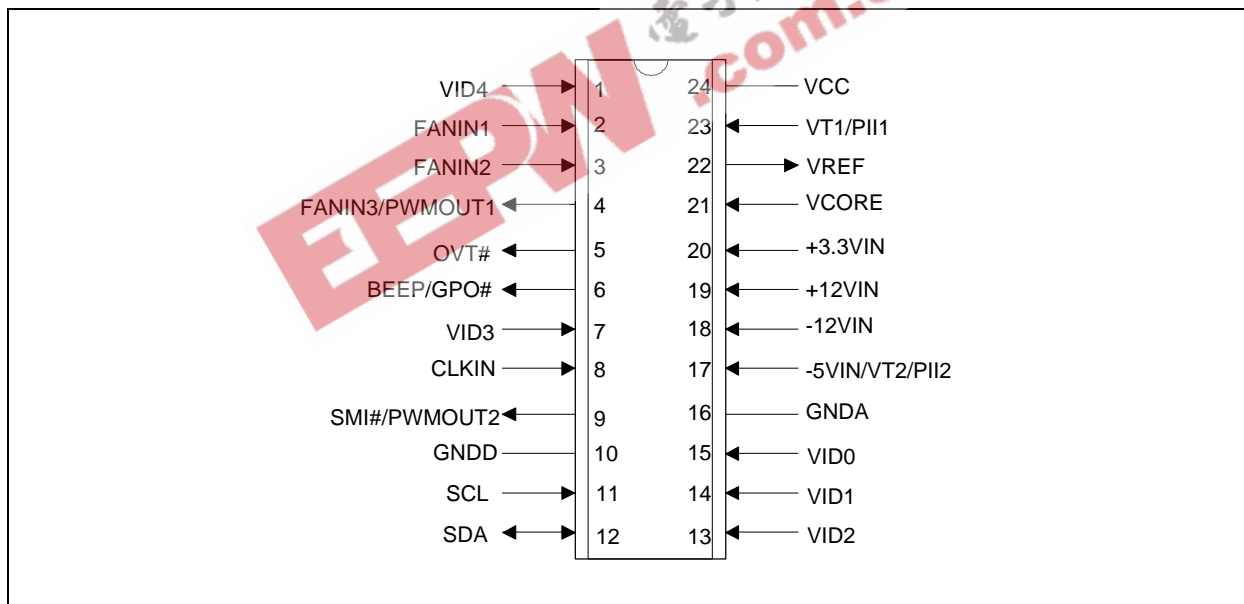 VID4 1 24 VCC
FANIN1 2 23 VT1/PII1
FANIN2 3 22 VREF
FANIN3/PWMOUT1 4 21 VCORE
OVT# 5 20 +3.3VIN
BEEP/GPO# 6 19 +12VIN
VID3 7 18 -12VIN
CLKIN 8 17 -5VIN/VT2/PII2
SMI#/PWMOUT2 9 16 GNDA
GNDD 10 15 VID0
SCL 11 14 VID1
SDA 12 13 VID2
EEPW
.com.